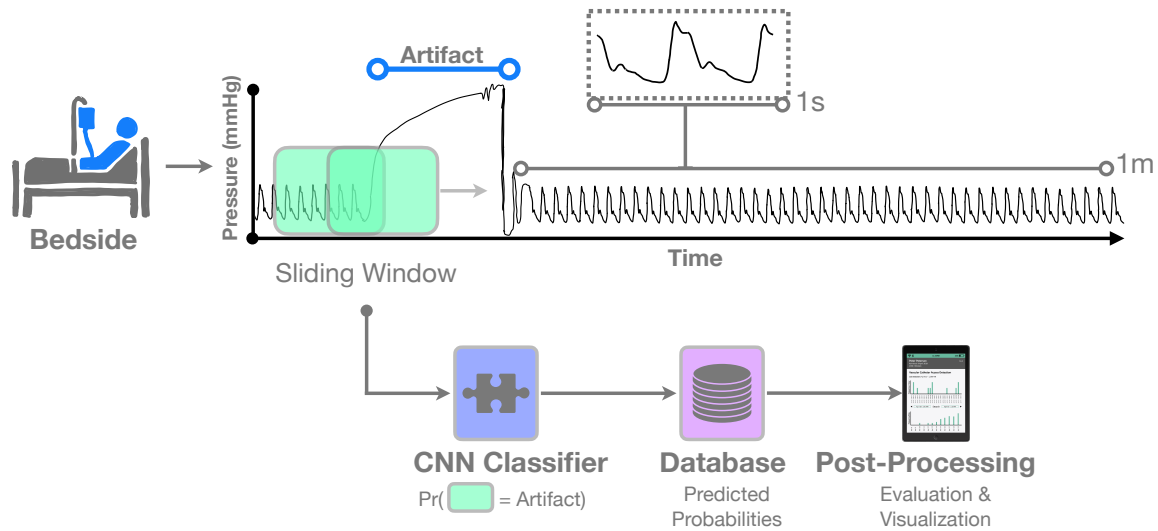 Artifact
1s
Pressure (mmHg)
1m
Bedside
Time
Sliding Window
CNN Classifier
Database
Post-Processing
Pr( = Artifact)
Predicted
Probabilities
Evaluation &
Visualization